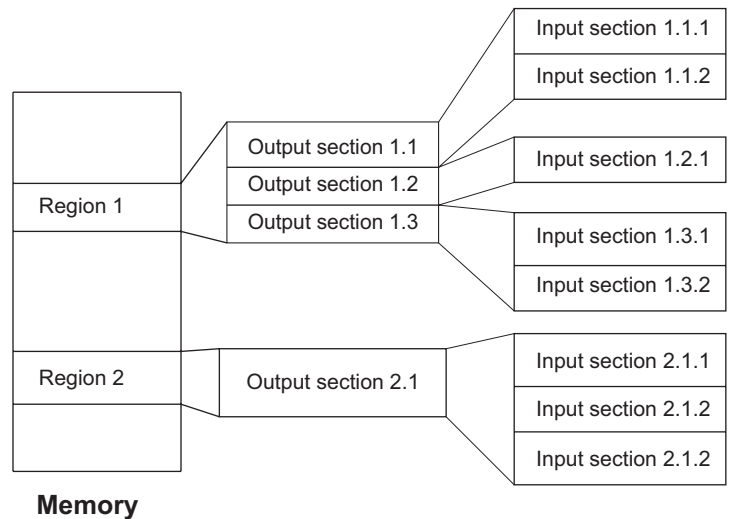 Input section 1.1.1
Input section 1.1.2
Output section 1.1
Input section 1.2.1
Output section 1.2
Region 1
Output section 1.3
Input section 1.3.1
Input section 1.3.2
Input section 2.1.1
Region 2
Output section 2.1
Input section 2.1.2
Input section 2.1.2
Memory